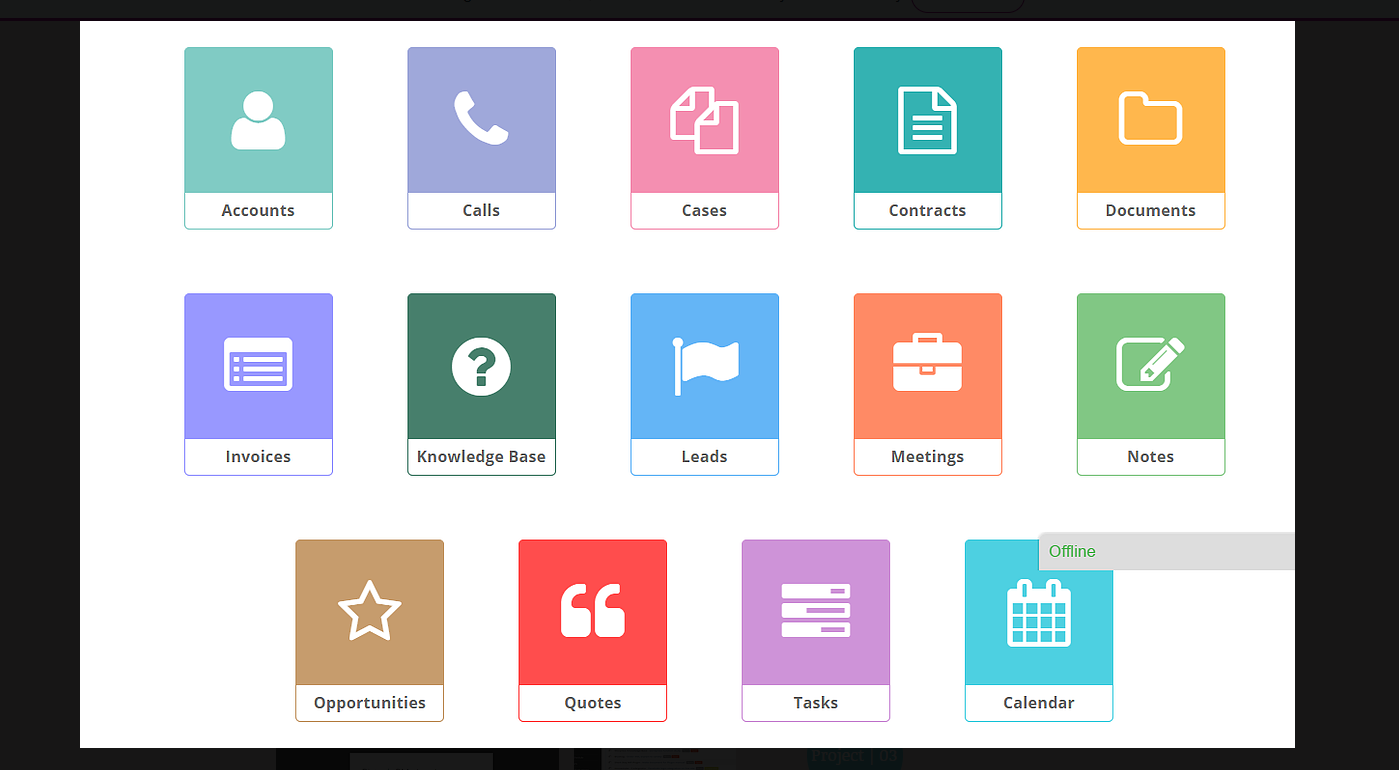 Accounts
Calls
Cases
Contracts
Documents
Invoices
Knowledge Base
Leads
Meetings
Notes
Offline
Opportunities
Quotes
Tasks
Calendar
Project | 03